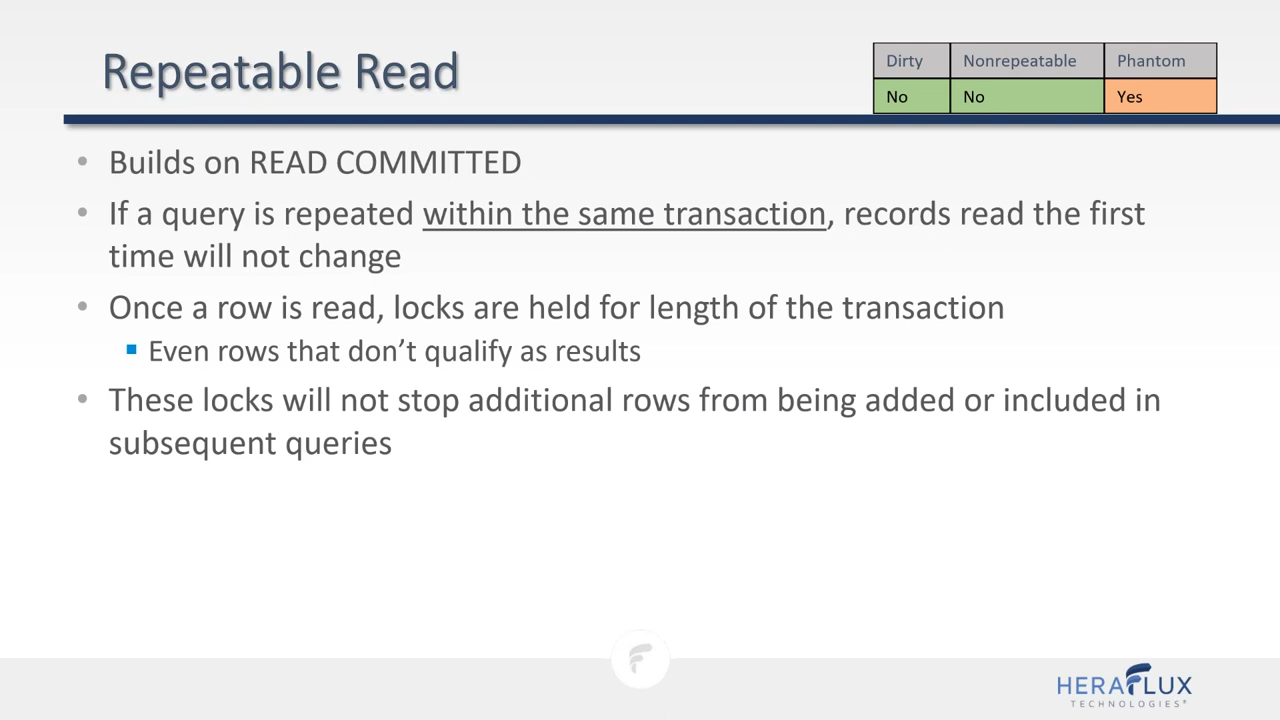 Repeatable Read
Dirty Nonrepeatable Phantom
No No Yes
• Builds on READ COMMITTED
• If a query is repeated within the same transaction, records read the first
time will not change
• Once a row is read, locks are held for length of the transaction
▪ Even rows that don’t qualify as results
• These locks will not stop additional rows from being added or included in
subsequent queries
HERAFLUX
TECHNOLOGIES®